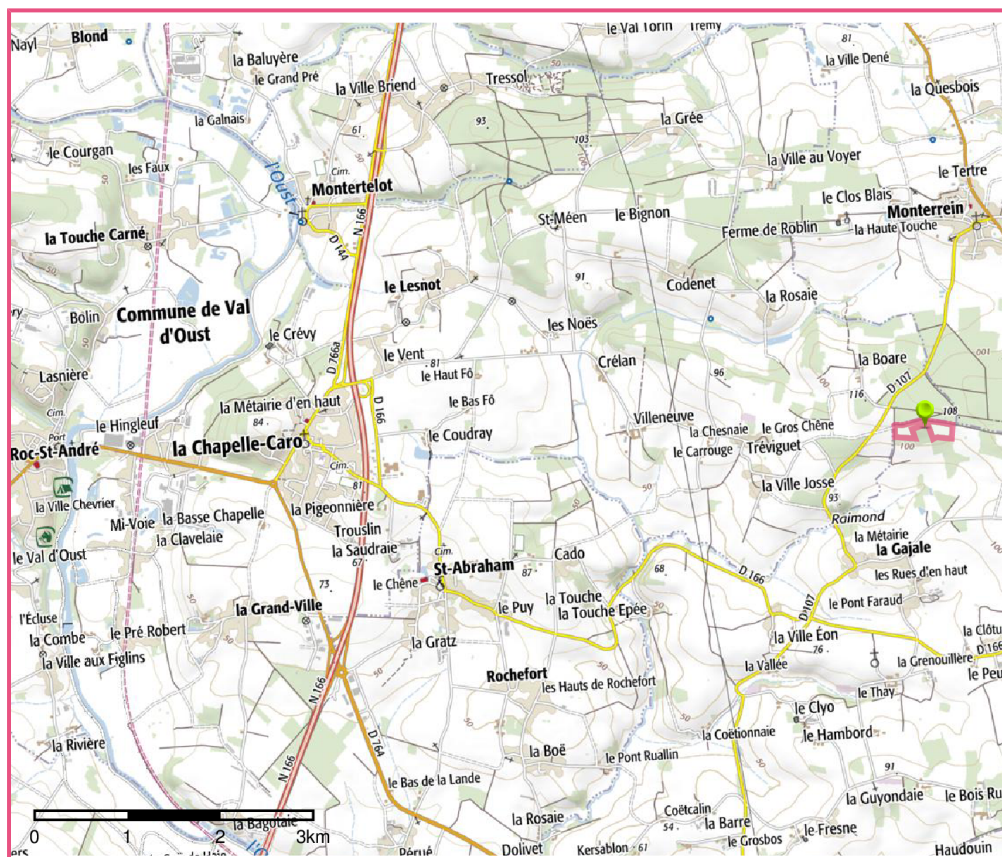 Nayl
Blond
la Baluyère
le Grand Pré
la Ville Briend
Tressol
le Val Torin
Trémy
81
la Ville Dené
la Quesbois
la Galnais
61
93
103
100
la Grée
le Courgan
les Faux
l'Oust
Cim.
Montertelot
la Ville au Voyer
le Tertre
le Clos Blais
Monterrein
St-Méen
le Bignon
Ferme de Roblin
la Haute Touche
la Touche Carné
N 166
D 144
50
le Lesnot
91
Codenet
la Rosaie
Bolin
Commune de Val
d'Oust
le Crévy
les Noës
D 766a
le Vent
81
le Haut Fô
Crélan
la Boare
D 107
001
Lasnière
Cim.
D 166
96
116
108
la Métairie d'en haut
84
le Bas Fô
Villeneuve
la Chesnaie
le Gros Chêne
100
Port
le Hingleuf
Roc-St-André
la Chapelle-Caro
le Coudray
le Carrouge
Tréviguet
Cim.
81
la Ville Josse
la Ville Chevrier
93
la Pigeonnière
Mi-Voie
la Basse Chapelle
Raimond
la Clavelaie
Trouslin
la Métairie
le Val d'Oust
la Saudraie
67
Cim.
Cado
la Gajale
St-Abraham
87
68
D 166
les Rues d'en haut
73
le Chêne
la Touche
la Touche Epée
D 107
le Pont Faraud
la Grand-Ville
le Puy
l'Écluse
le Pré Robert
la Ville Éon
la Clôtu
la Combe
la Gratz
76
D 166
la Ville aux Figlins
la Vallée
la Grenouillère
Rochefort
le Peu
N 166
les Hauts de Rochefort
le Thay
50
le Clyo
la Rivière
la Coëtionnaie
le Hambord
D 764
la Boë
le Pont Ruallin
N 166
le Bas de la Lande
91
la Guyondaie
le Bois Ru
Coëtcalin
0 1 2 3km
la Bagotaie
la Rosaie
54
la Barre
le Fresne
le Grosbos
Pérué
Dolivet
Kersablon
Haudouin